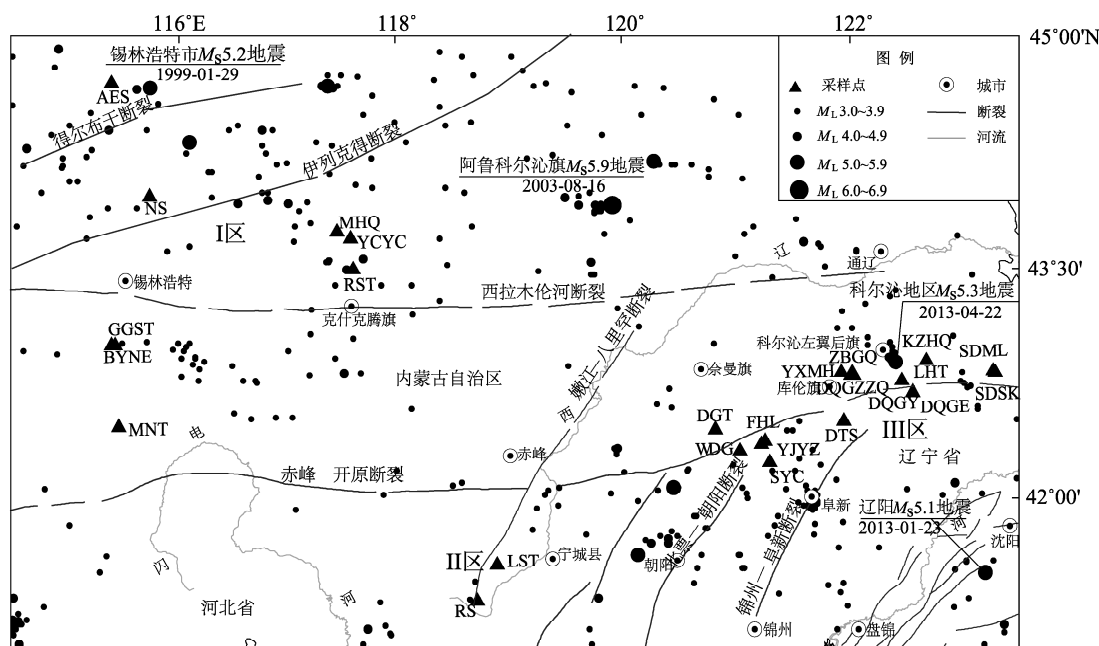 116°E
118°
120°
122°
45°00'N
43°30'
42°00'
锡林浩特市MS5.2地震
1999-01-29
AES
得尔布干断裂
伊列克得断裂
阿鲁科尔沁旗MS5.9地震
2003-08-16
图 例
采样点
城市
ML3.0~3.9
断裂
ML4.0~4.9
河流
ML5.0~5.9
ML6.0~6.9
NS
I区
MHQ
YCYC
RST
锡林浩特
克什克腾旗
西拉木伦河断裂
辽
通辽
科尔沁地区MS5.3地震
2013-04-22
GGST
BYNE
内蒙古自治区
嫩江-八里罕断裂
西
奈曼旗
科尔沁左翼后旗
KZHQ
ZBGQ
SDML
YXMH
LHT
库伦旗
DQGZZQ
SDSK
DQGY
DQGE
MNT
DGT
FHL
DTS
III区
WDG
YJYZ
SYC
辽宁省
电
赤峰
赤峰 开原断裂
北票-朝阳断裂
阜新
辽阳MS5.1地震
2013-01-23
河
沈阳
II区
LST
宁城县
朝阳
锦州-阜新断裂
闪
河北省
河
RS
锦州
盘锦